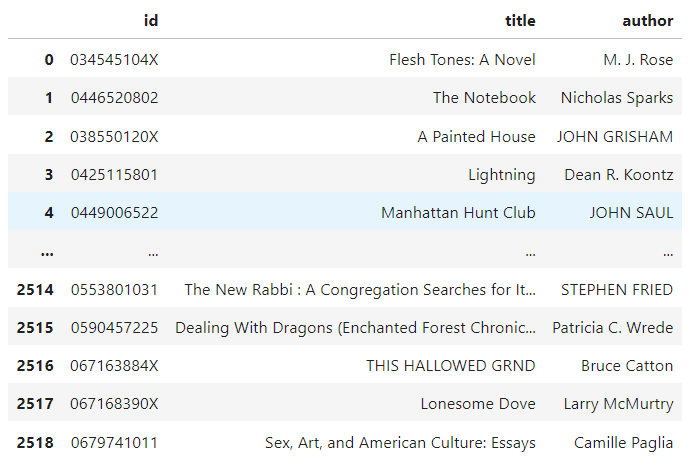 id title author
0 034545104X Flesh Tones: A Novel M. J. Rose
1 0446520802 The Notebook Nicholas Sparks
2 038550120X A Painted House JOHN GRISHAM
3 0425115801 Lightning Dean R. Koontz
4 0449006522 Manhattan Hunt Club JOHN SAUL
... ... ... ...
2514 0553801031 The New Rabbi : A Congregation Searches for It... STEPHEN FRIED
2515 0590457225 Dealing With Dragons (Enchanted Forest Chronic... Patricia C. Wrede
2516 067163884X THIS HALLOWED GRND Bruce Catton
2517 067168390X Lonesome Dove Larry McMurtry
2518 0679741011 Sex, Art, and American Culture: Essays Camille Paglia